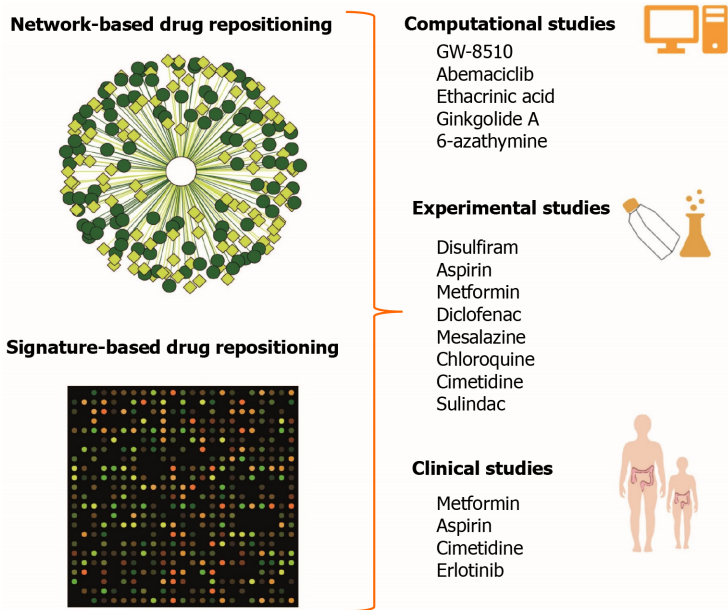 Network-based drug repositioning
Signature-based drug repositioning
Computational studies
GW-8510
Abemaciclib
Ethacrinic acid
Ginkgolide A
6-azathymine
Experimental studies
Disulfiram
Aspirin
Metformin
Diclofenac
Mesalazine
Chloroquine
Cimetidine
Sulindac
Clinical studies
Metformin
Aspirin
Cimetidine
Erlotinib